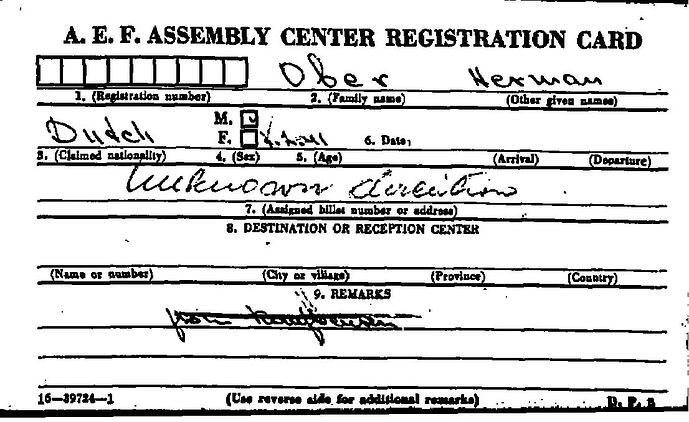 A. E. F. ASSEMBLY CENTER REGISTRATION CARD
Ober Herman
1. (Registration number) 2. (Family name) (Other given names)
M.
Dutch F. 6. Date:
3. (Claimed nationality) 4. (Sex) 5. (Age) (Arrival) (Departure)
Unknown direction
7. (Assigned billet number or address)
8. DESTINATION OR RECEPTION CENTER
(Name or number) (City or village) (Province) (Country)
9. REMARKS
from
16—39724—1 (Use reverse side for additional remarks) D. P. 2